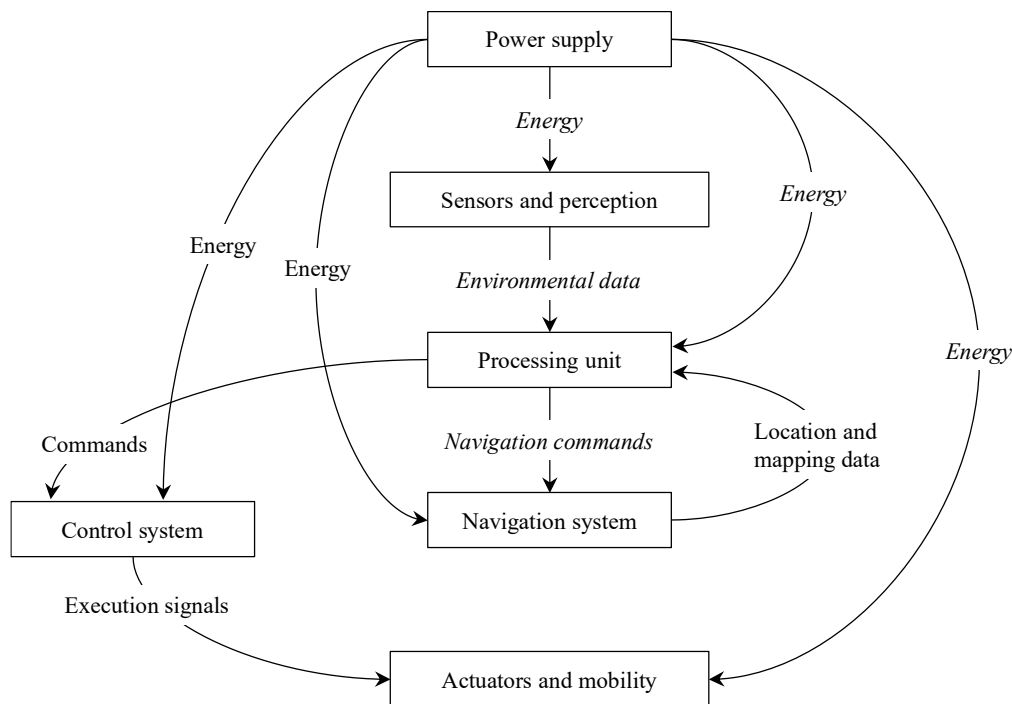 Power supply
Energy
Sensors and perception
Energy
Energy
Energy
Environmental data
Energy
Processing unit
Commands
Navigation commands
Location and
mapping data
Control system
Navigation system
Execution signals
Actuators and mobility